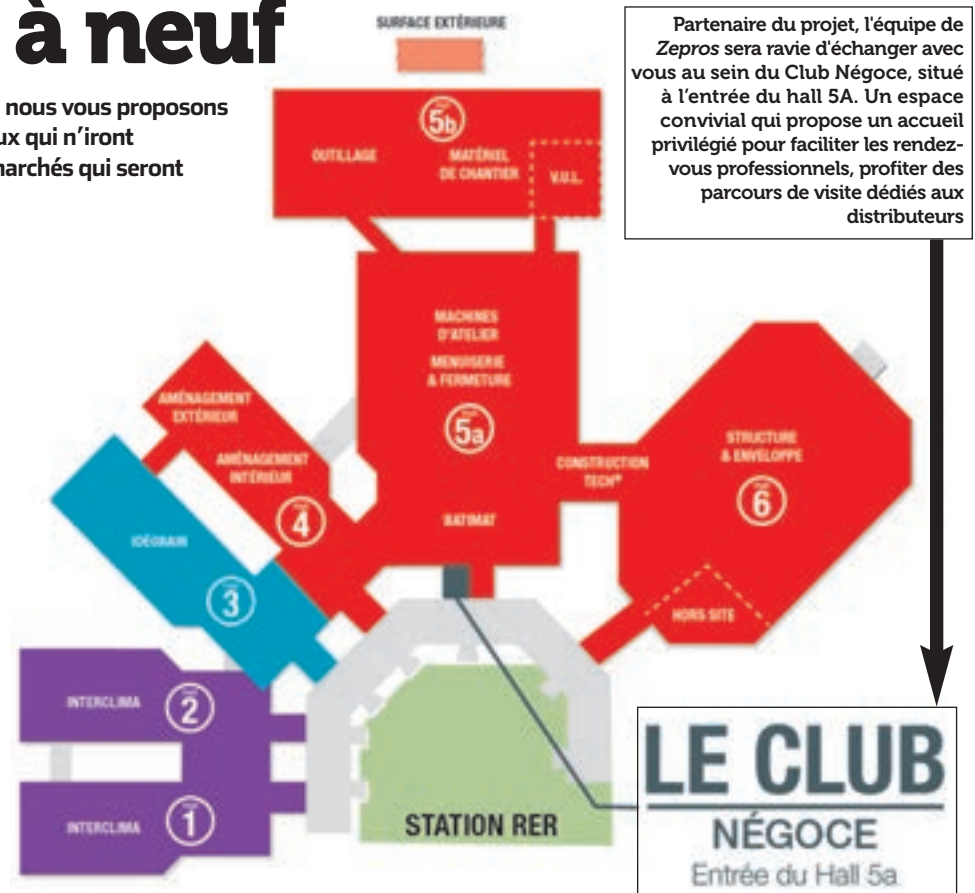 à neuf
nous vous proposons
ux qui n’iront
narchés qui seront
SURFACE EXTÉRIEURE
Partenaire du projet, l'équipe de
Zepros sera ravie d'échanger avec
vous au sein du Club Négoce, situé
à l’entrée du hall 5A. Un espace
convivial qui propose un accueil
privilégié pour faciliter les rendez-
vous professionnels, profiter des
parcours de visite dédiés aux
distributeurs
5b
OUTILLAGE
MATÉRIEL
DE CHANTIER
V.U.L.
MACHINES
D'ATELIER
MENUISERIE
& FERMETURE
5a
BATIMAT
CONSTRUCTION
TECH®
STRUCTURE
& ENVELOPPE
6
HORS SITE
AMÉNAGEMENT
EXTÉRIEUR
AMÉNAGEMENT
INTÉRIEUR
4
IDÉOBAIN
3
INTERCLIMA
2
INTERCLIMA
1
STATION RER
LE CLUB
NÉGOCE
Entrée du Hall 5a